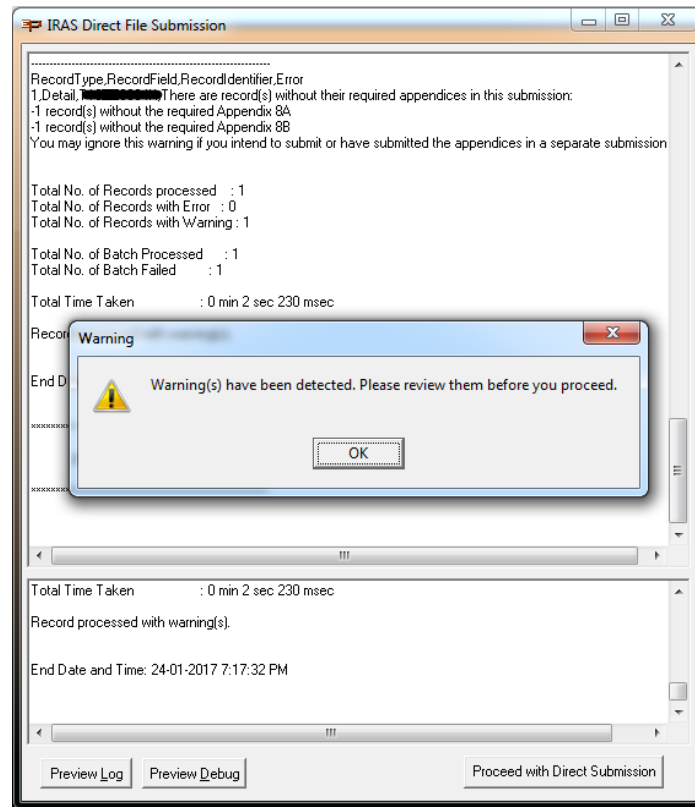 IRAS Direct File Submission
RecordType,RecordField,RecordIdentifier,Error
1,Detail, There are record(s) without their required appendices in this submission:
-1 record(s) without the required Appendix 8A
-1 record(s) without the required Appendix 8B
You may ignore this warning if you intend to submit or have submitted the appendices in a separate submission
Total No. of Records processed : 1
Total No. of Records with Error : 0
Total No. of Records with Warning : 1
Total No. of Batch Processed : 1
Total No. of Batch Failed : 1
Total Time Taken : 0 min 2 sec 230 msec
Recor
Warning
End D
Warning(s) have been detected. Please review them before you proceed.
OK
Total Time Taken : 0 min 2 sec 230 msec
Record processed with warning(s).
End Date and Time: 24-01-2017 7:17:32 PM
Preview Log
Preview Debug
Proceed with Direct Submission